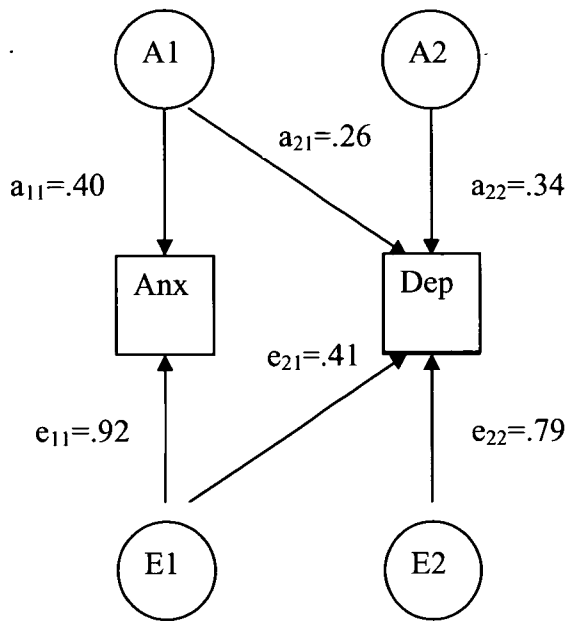 A1
A2
a21=.26
a11=.40
a22=.34
Anx
Dep
e21=.41
e11=.92
e22=.79
E1
E2